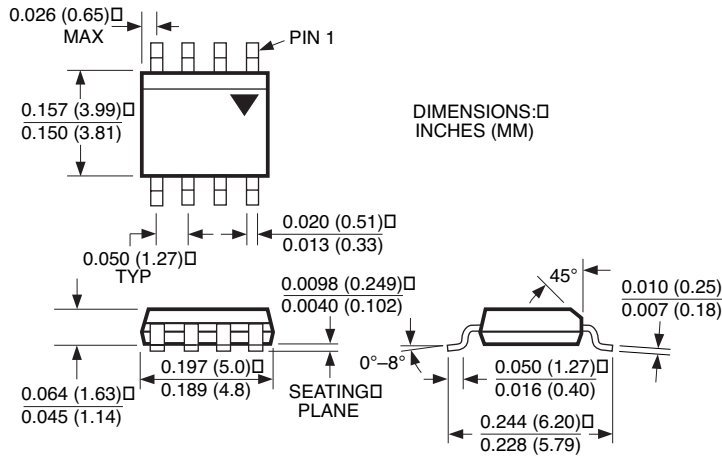 0.026 (0.65)□
MAX
PIN 1
0.157 (3.99)□
0.150 (3.81)
DIMENSIONS:□
INCHES (MM)
0.020 (0.51)□
0.013 (0.33)
0.050 (1.27)□
TYP
0.0098 (0.249)□
0.0040 (0.102)
45°
0.010 (0.25)
0.007 (0.18)
0°–8°
0.064 (1.63)□
0.045 (1.14)
0.197 (5.0)□
0.189 (4.8)
SEATING□
PLANE
0.050 (1.27)□
0.016 (0.40)
0.244 (6.20)□
0.228 (5.79)